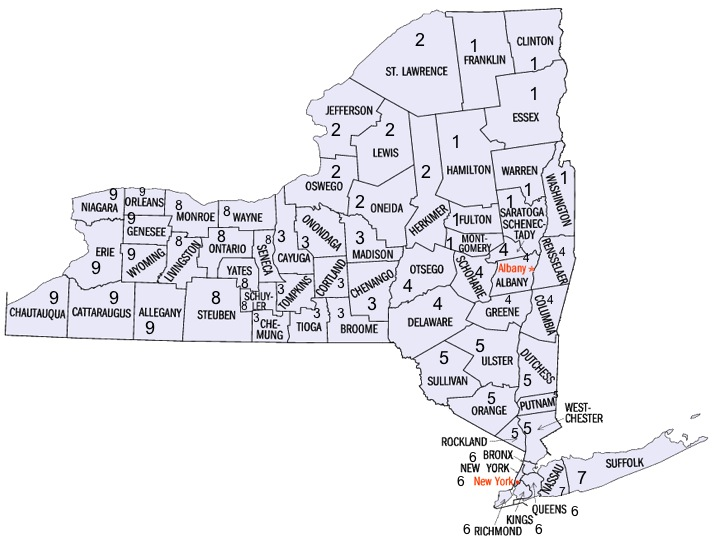 2
ST. LAWRENCE
1
FRANKLIN
CLINTON
1
1
ESSEX
JEFFERSON
2
2
LEWIS
2
1
HAMILTON
WARREN
1
WASHINGTON
1
2
OSWEGO
2
ONEIDA
HERKIMER
1 FULTON
1
SARATOGA
SCHENEC-
TADY
4
1
MONT-
GOMERY
9
NIAGARA
9
ORLEANS
8
MONROE
8 WAYNE
9
GENESEE
ERIE
9
9
WYOMING
8
LIVINGSTON
8
ONTARIO
YATES
8
8
SENECA
3
CAYUGA
ONONDAGA
3
3
MADISON
3
CORTLAND
CHENANGO
3
OTSEGO
4
SCHOHARIE
4
4
Albany
ALBANY
RENSSELAER
4
9
CHAUTAUQUA
9
CATTARAUGUS
ALLEGANY
9
8
STEUBEN
SCHUY-
LER
8
3
CHE-
MUNG
3
TOMPKINS
3
TIOGA
3
BROOME
4
DELAWARE
4
GREENE
4
COLUMBIA
5
SULLIVAN
5
ULSTER
DUTCHESS
5
5
ORANGE
PUTNAM
5
WEST-
CHESTER
5
5
ROCKLAND
6 BRONX
NEW YORK
6
New York
NASSAU
7
7
SUFFOLK
QUEENS 6
KINGS
6
6 RICHMOND